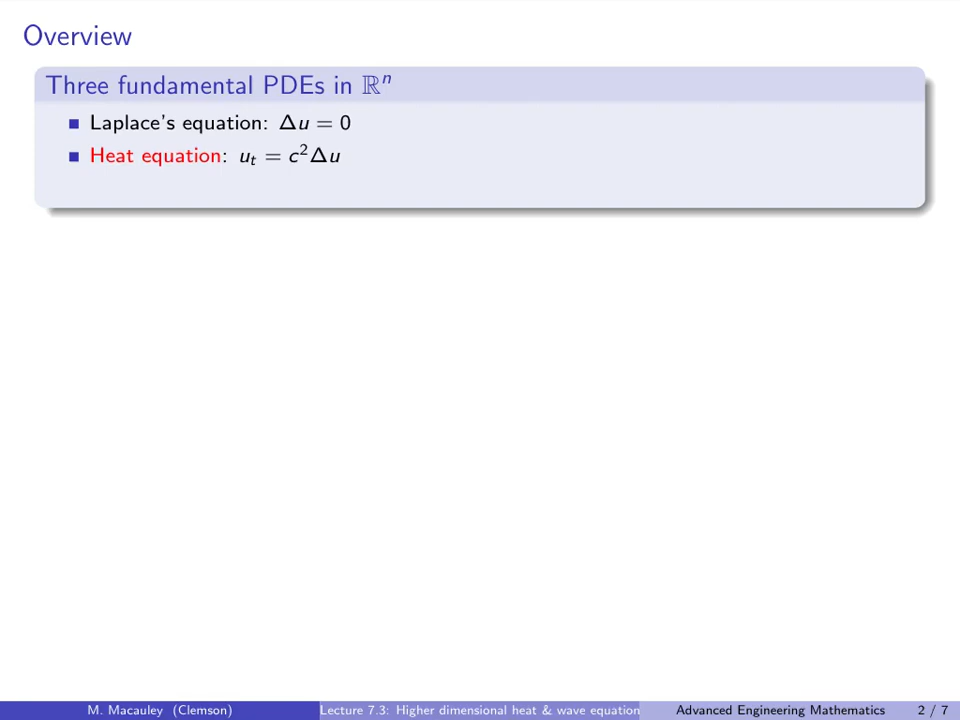 Overview
Three fundamental PDEs in ℝⁿ
Laplace's equation: Δu = 0
Heat equation: uₜ = c²Δu
M. Macauley (Clemson) Lecture 7.3: Higher dimensional heat & wave equation Advanced Engineering Mathematics 2 / 7